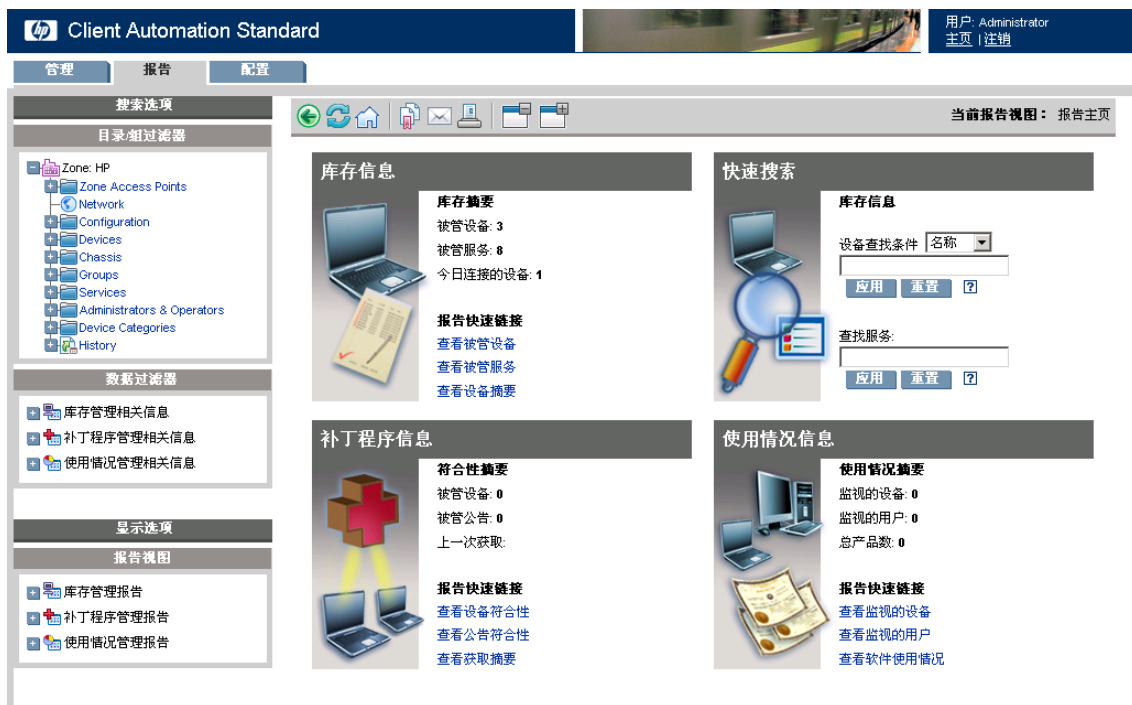 hp Client Automation Standard
用户: Administrator
主页 | 注销
管理 报告 配置
搜索选项
目录/组过滤器
Zone: HP
Zone Access Points
Network
Configuration
Devices
Chassis
Groups
Services
Administrators & Operators
Device Categories
History
数据过滤器
库存管理相关信息
补丁程序管理相关信息
使用情况管理相关信息
显示选项
报告视图
库存管理报告
补丁程序管理报告
使用情况管理报告
当前报告视图： 报告主页
库存信息
库存摘要
被管设备: 3
被管服务: 8
今日连接的设备: 1
报告快速链接
查看被管设备
查看被管服务
查看设备摘要
快速搜索
库存信息
设备查找条件 名称
应用 重置 ?
查找服务:
应用 重置 ?
补丁程序信息
符合性摘要
被管设备: 0
被管公告: 0
上一次获取:
报告快速链接
查看设备符合性
查看公告符合性
查看获取摘要
使用情况信息
使用情况摘要
监视的设备: 0
监视的用户: 0
总产品数: 0
报告快速链接
查看监视的设备
查看监视的用户
查看软件使用情况